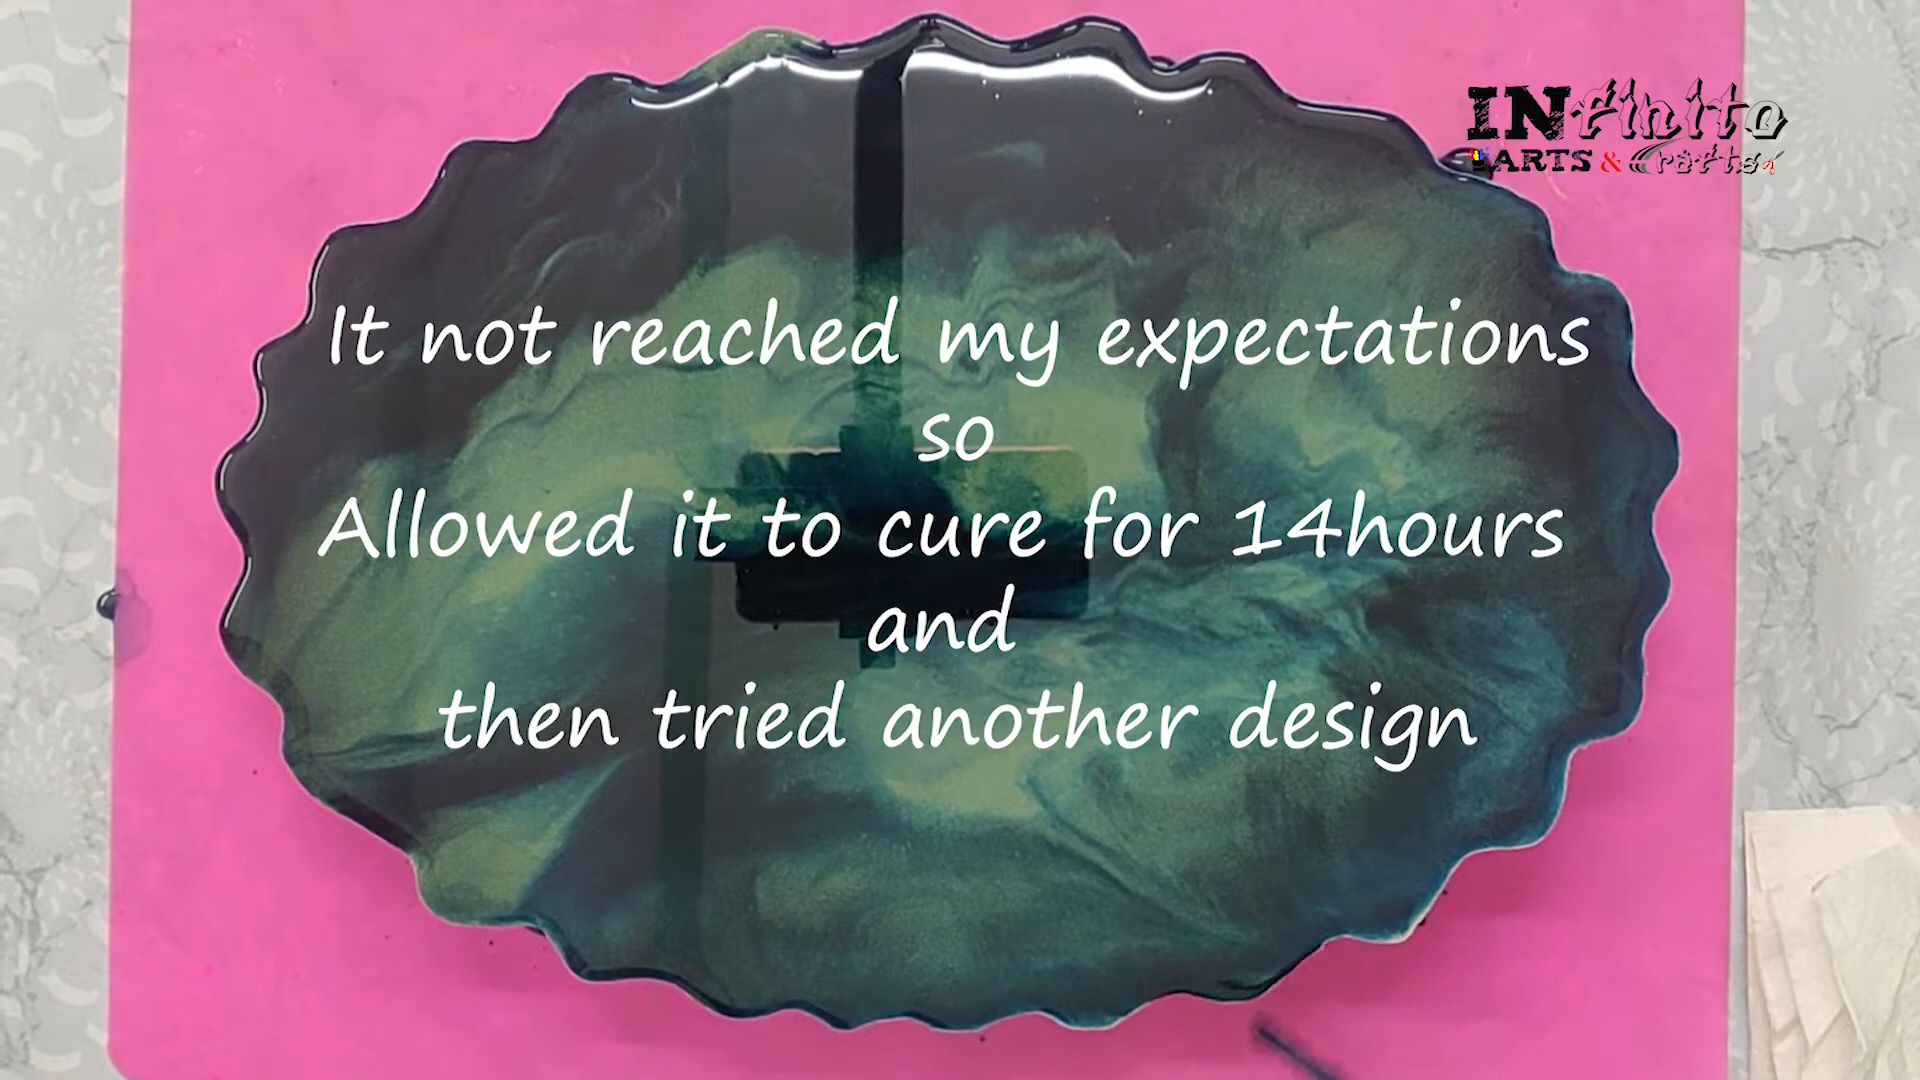 INfinito
ARTS & Crafts
It not reached my expectations
so
Allowed it to cure for 14hours
and
then tried another design